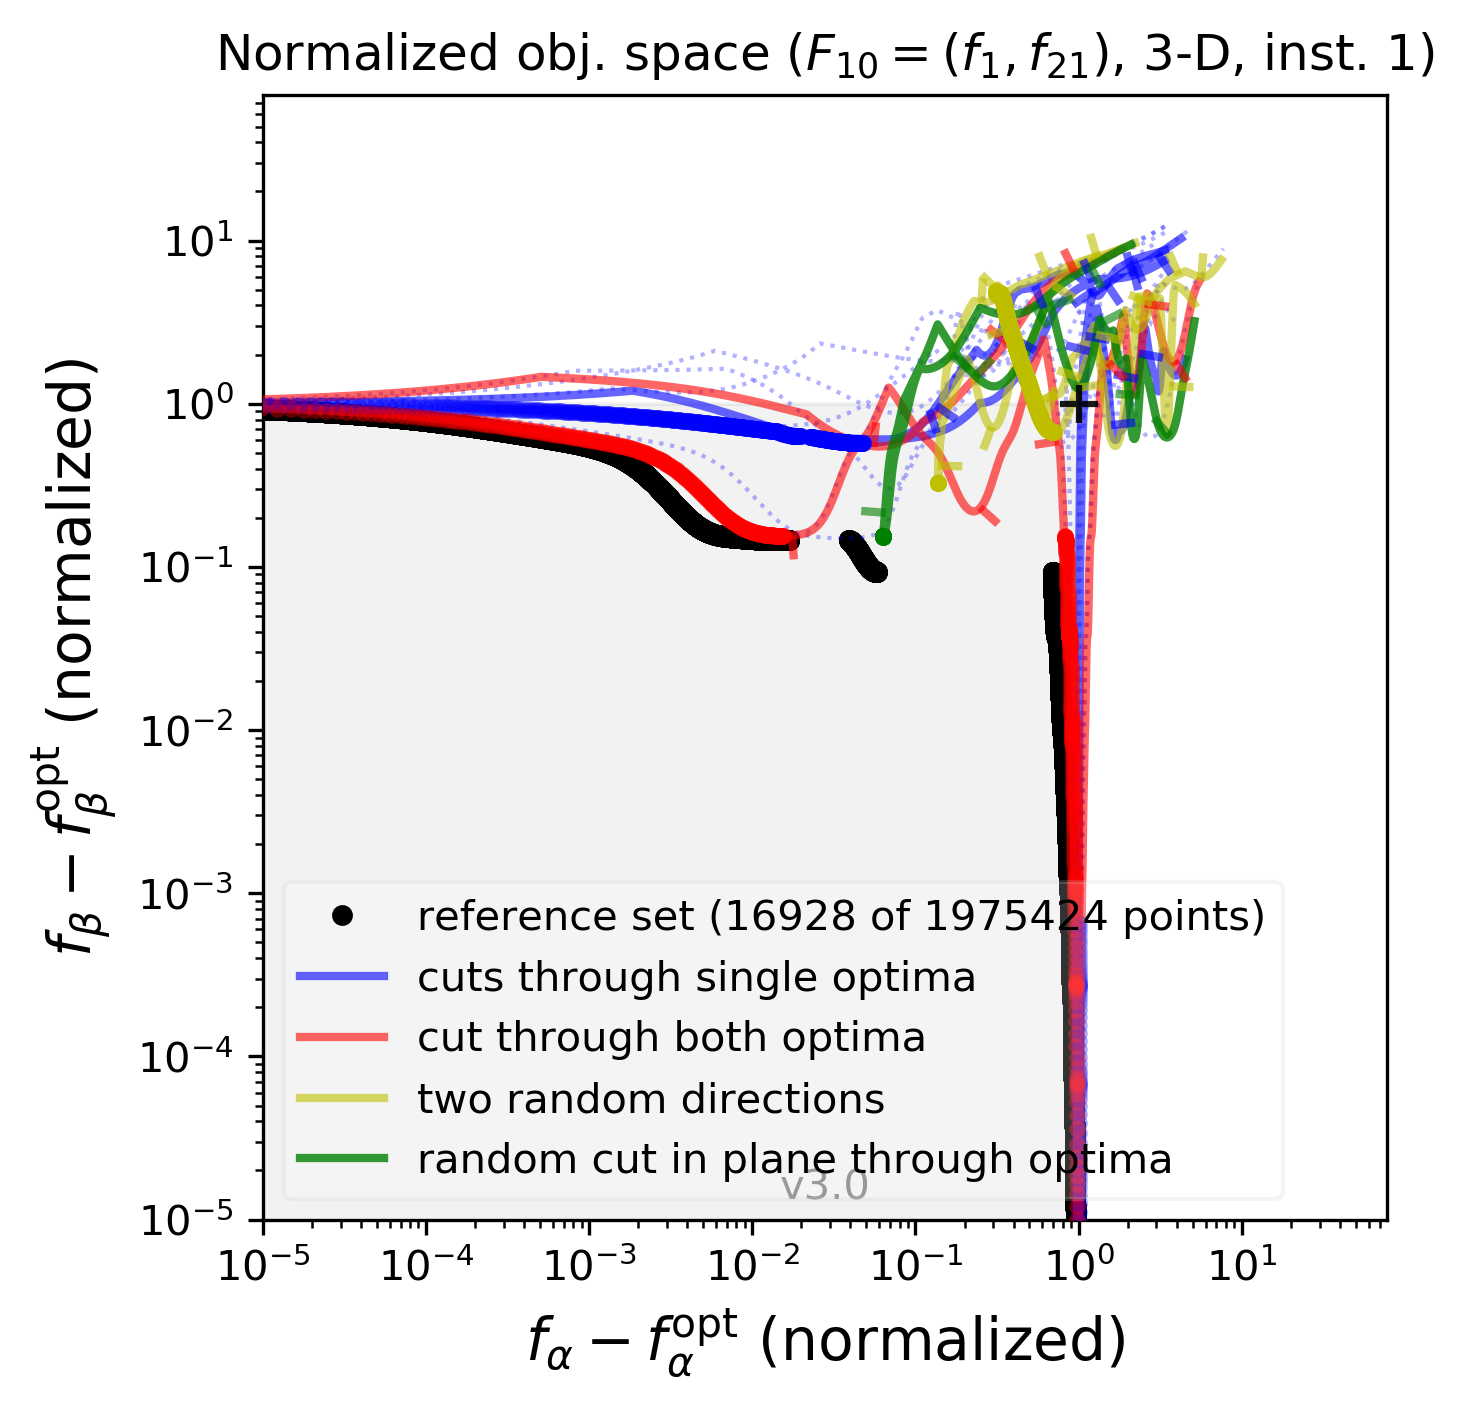 Normalized obj. space (F₁₀ = (f₁, f₂₁), 3-D, inst. 1)
f_β − f_β^opt (normalized)
10¹
10⁰
10⁻¹
10⁻²
10⁻³
10⁻⁴
10⁻⁵
reference set (16928 of 1975424 points)
cuts through single optima
cut through both optima
two random directions
random cut in plane through optima
v3.0
10⁻⁵ 10⁻⁴ 10⁻³ 10⁻² 10⁻¹ 10⁰ 10¹
f_α − f_α^opt (normalized)